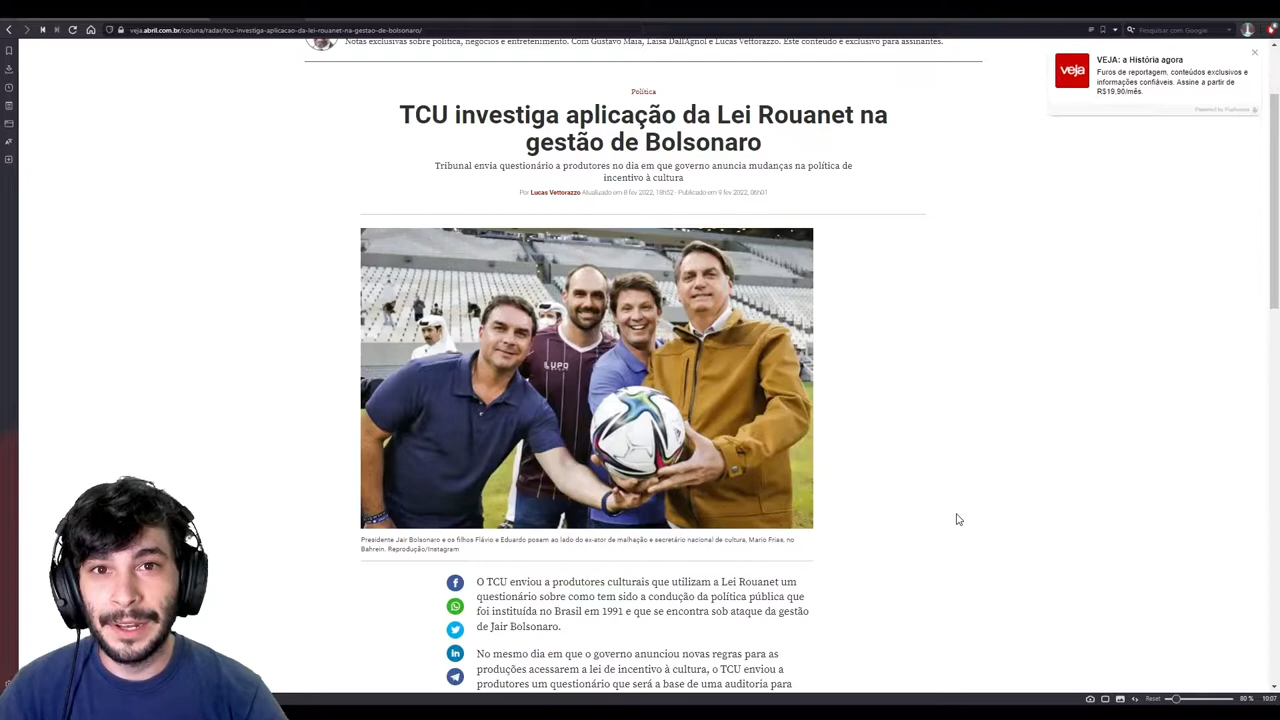 veja.abril.com.br/coluna/radar/tcu-investiga-aplicacao-da-lei-rouanet-na-gestao-de-bolsonaro/
Pesquisar com Google
Notas exclusivas sobre política, negócios e entretenimento. Com Gustavo Maia, Laísa Dall'Agnol e Lucas Vettorazzo. Este conteúdo é exclusivo para assinantes.
veja
VEJA: a História agora
Furos de reportagem, conteúdos exclusivos e
informações confiáveis. Assine a partir de
R$19,90/mês.
Powered by Pushnews
Política
TCU investiga aplicação da Lei Rouanet na
gestão de Bolsonaro
Tribunal envia questionário a produtores no dia em que governo anuncia mudanças na política de
incentivo à cultura
Por Lucas Vettorazzo Atualizado em 8 fev 2022, 18h52 - Publicado em 9 fev 2022, 06h01
LUPO
Presidente Jair Bolsonaro e os filhos Flávio e Eduardo posam ao lado do ex-ator de malhação e secretário nacional de cultura, Mario Frias, no
Bahrein. Reprodução/Instagram
O TCU enviou a produtores culturais que utilizam a Lei Rouanet um
questionário sobre como tem sido a condução da política pública que
foi instituída no Brasil em 1991 e que se encontra sob ataque da gestão
de Jair Bolsonaro.
No mesmo dia em que o governo anunciou novas regras para as
produções acessarem a lei de incentivo à cultura, o TCU enviou a
produtores um questionário que será a base de uma auditoria para
Reset
80 %
10:07